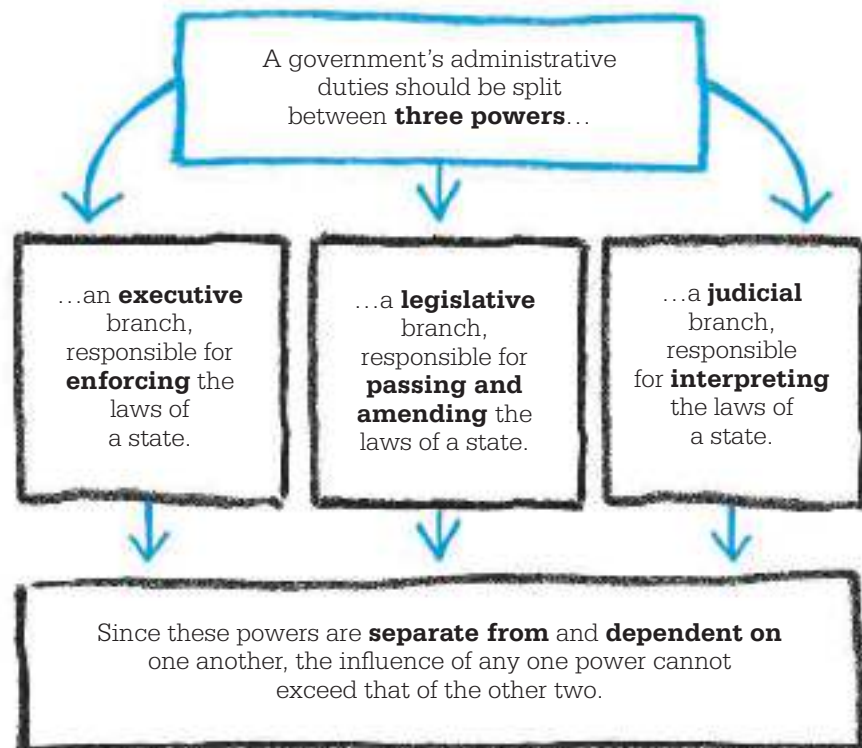 A government’s administrative
duties should be split
between three powers…
…an executive
branch,
responsible for
enforcing the
laws of
a state.
…a legislative
branch,
responsible for
passing and
amending the
laws of a state.
…a judicial
branch,
responsible
for interpreting
the laws of
a state.
Since these powers are separate from and dependent on
one another, the influence of any one power cannot
exceed that of the other two.